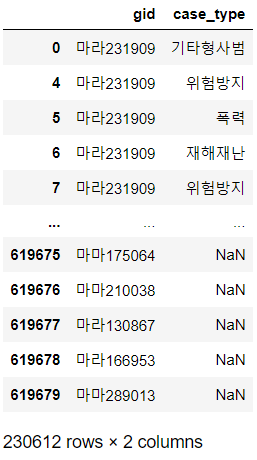 gid case_type
0 마라231909 기타형사범
4 마라231909 위험방지
5 마라231909 폭력
6 마라231909 재해재난
7 마라231909 위험방지
... ... ...
619675 마마175064 NaN
619676 마마210038 NaN
619677 마라130867 NaN
619678 마라166953 NaN
619679 마마289013 NaN
230612 rows × 2 columns